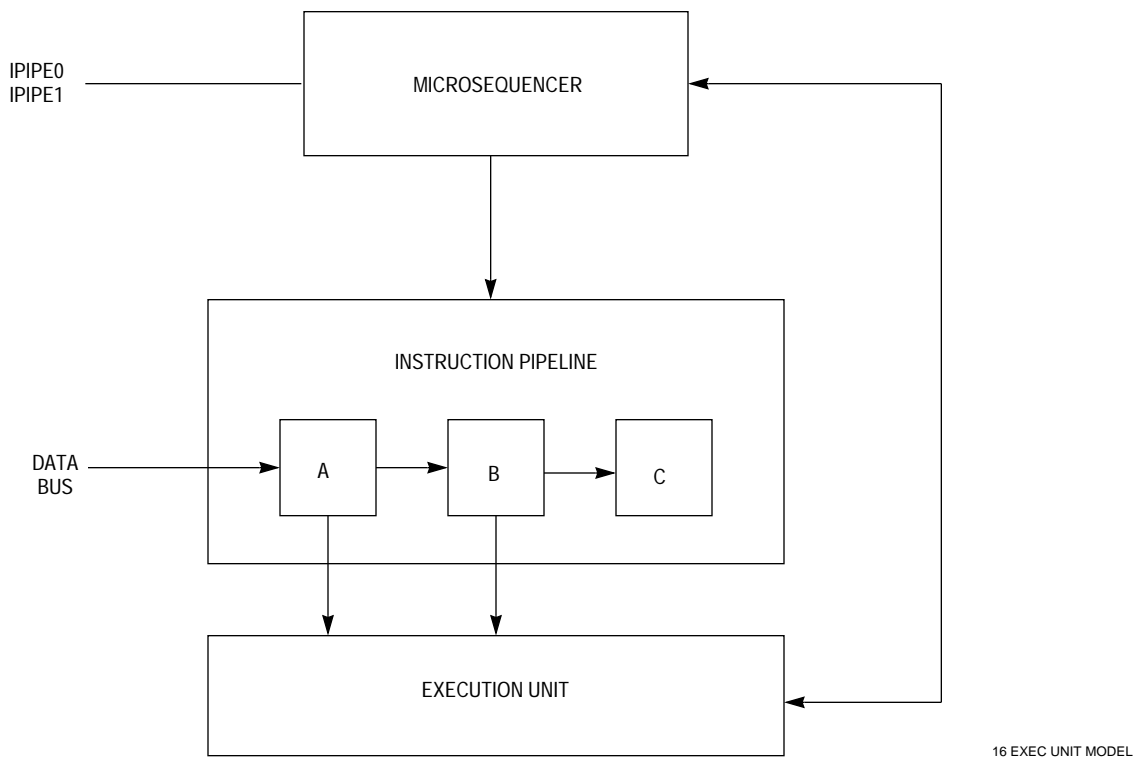 IPIPE0
IPIPE1
MICROSEQUENCER
INSTRUCTION PIPELINE
DATA
BUS
A
B
C
EXECUTION UNIT
16 EXEC UNIT MODEL